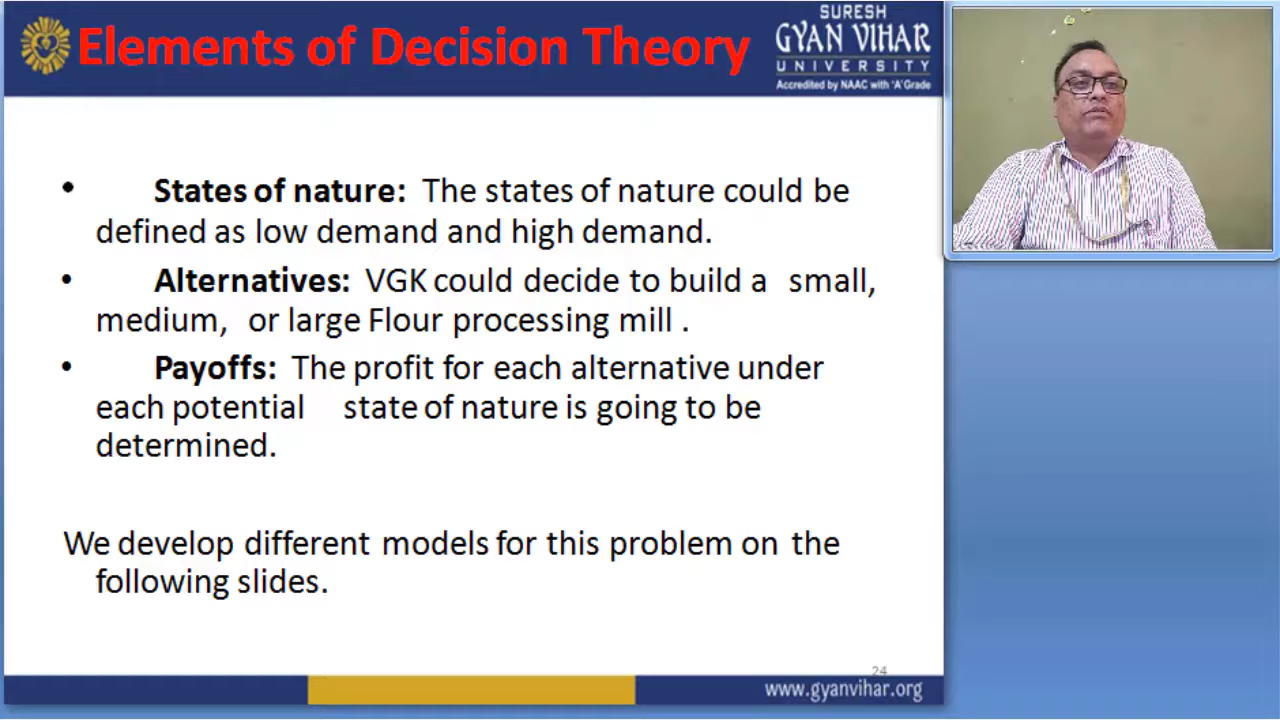 Elements of Decision Theory
SURESH
GYAN VIHAR
UNIVERSITY
Accredited by NAAC with 'A' Grade
• States of nature: The states of nature could be
defined as low demand and high demand.
• Alternatives: VGK could decide to build a small,
medium, or large Flour processing mill .
• Payoffs: The profit for each alternative under
each potential state of nature is going to be
determined.
We develop different models for this problem on the
following slides.
24
www.gyanvihar.org